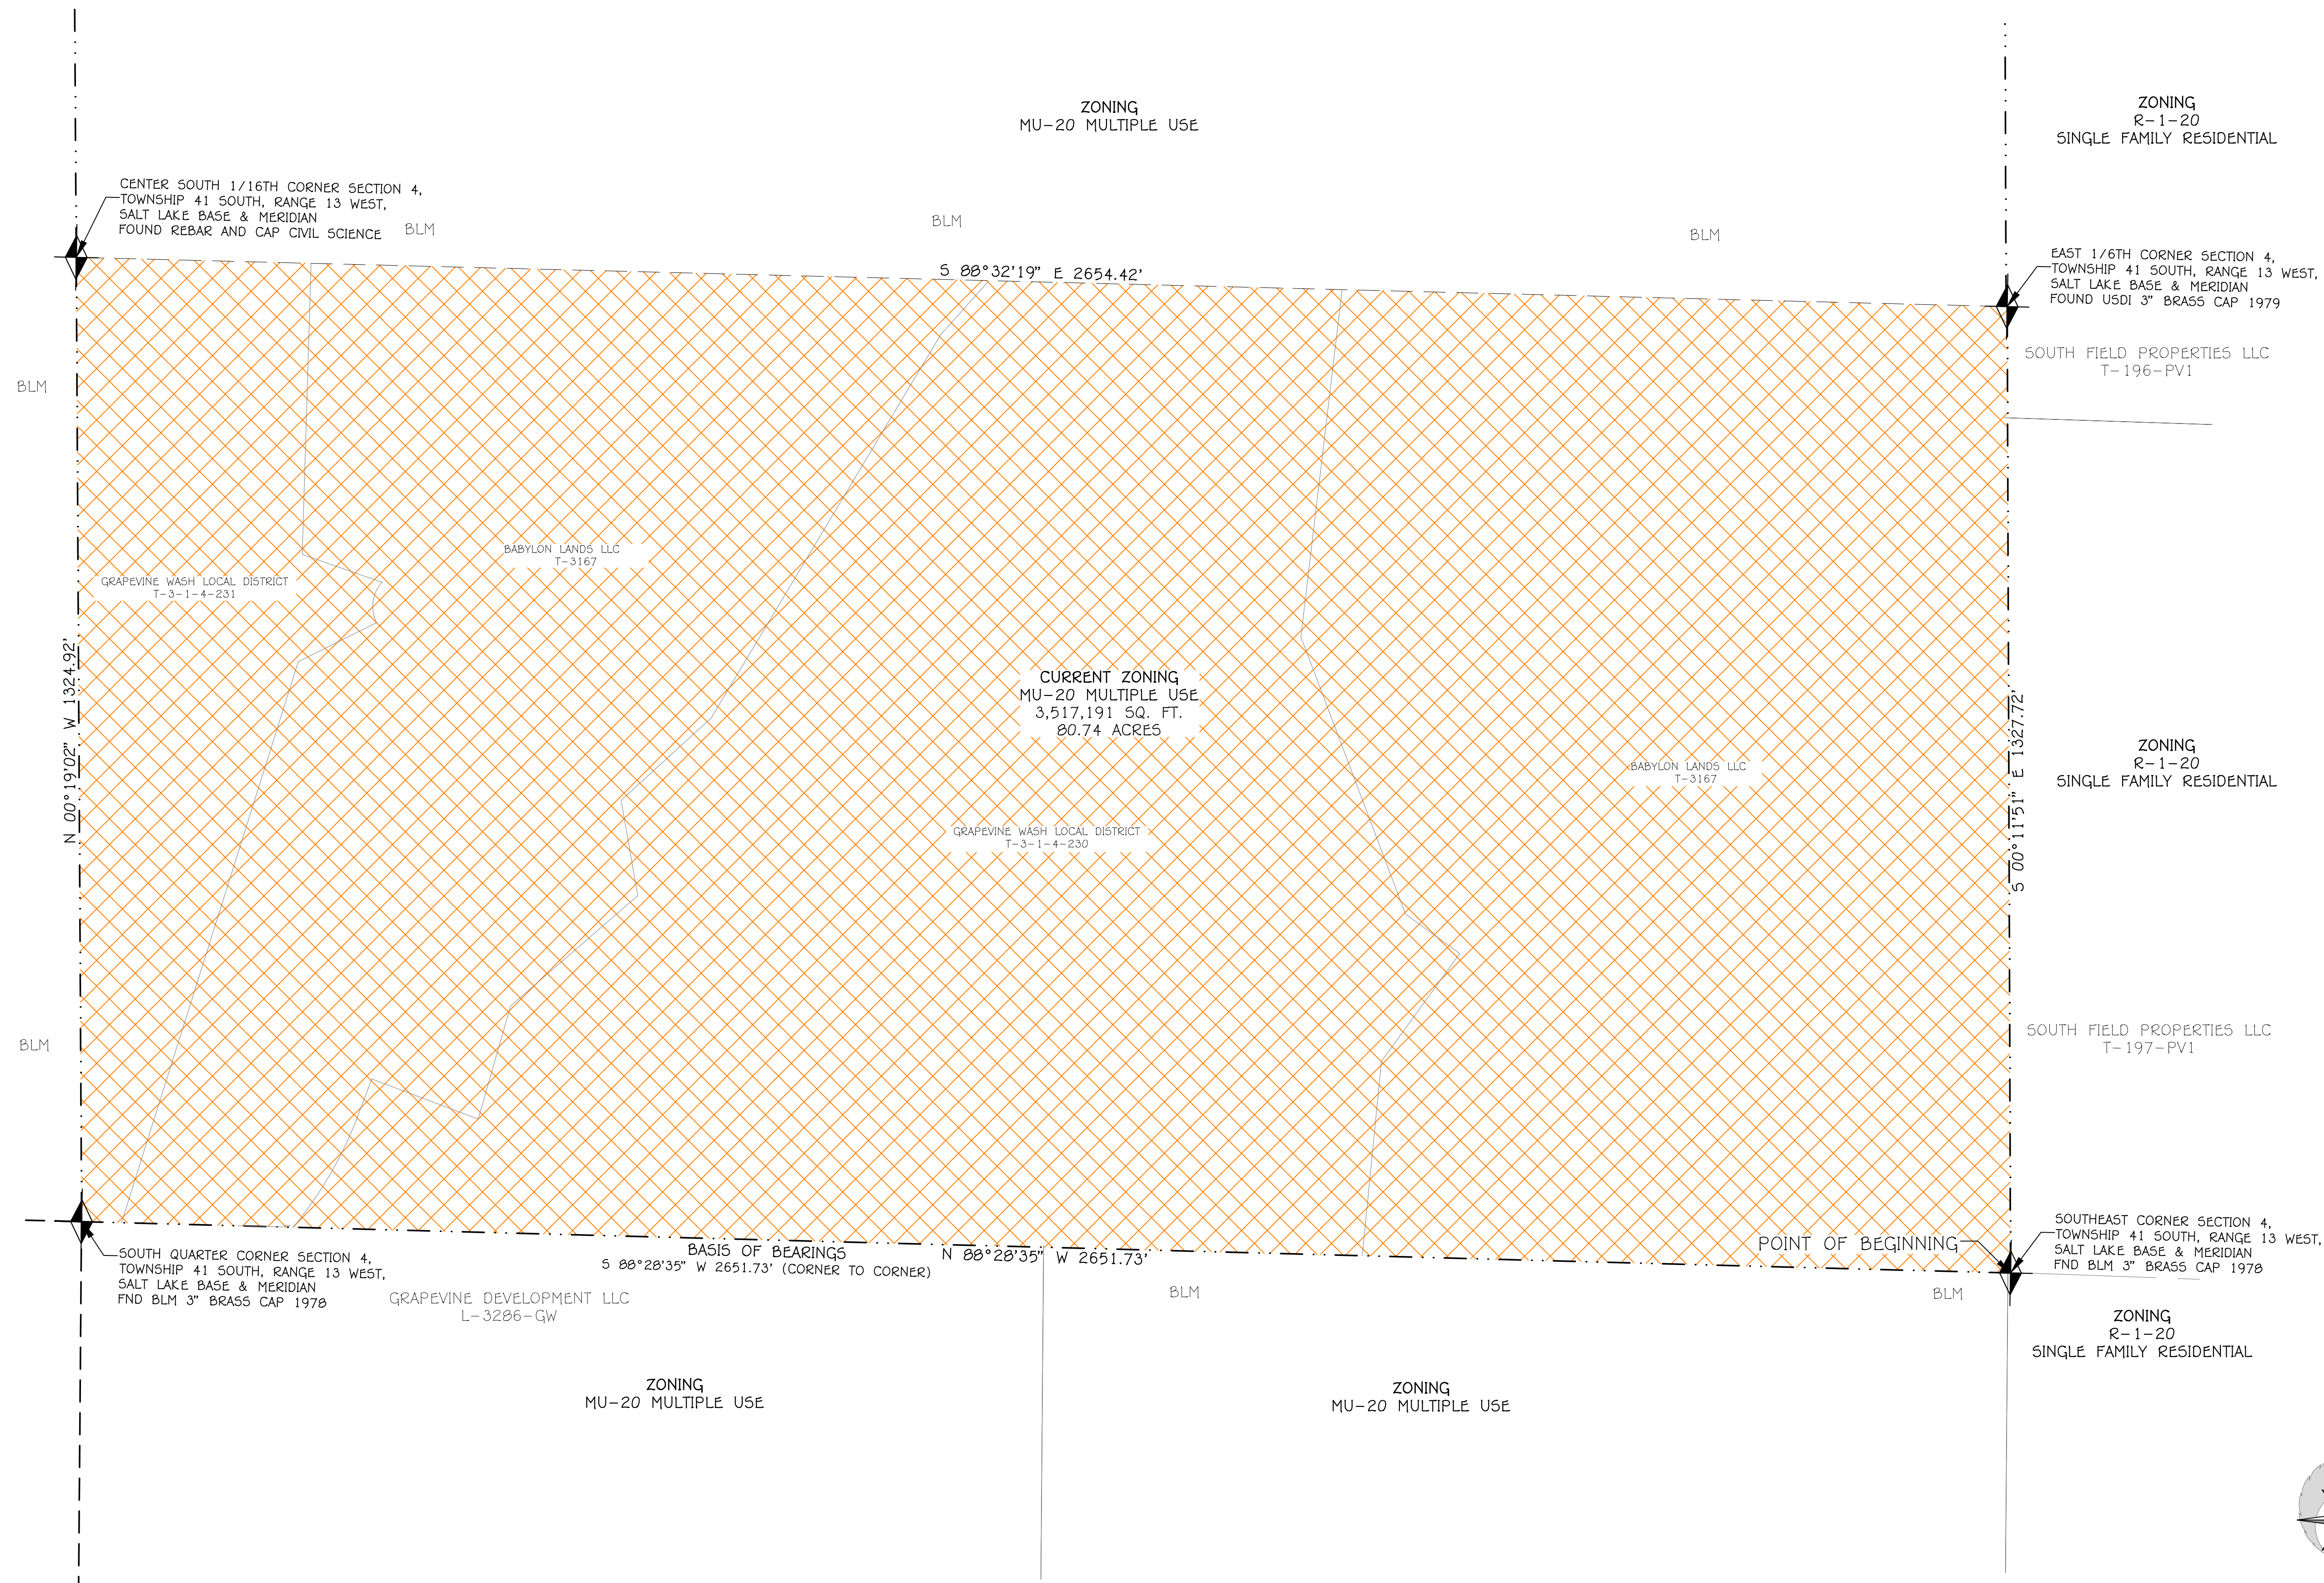 ZONING
MU-20 MULTIPLE USE
ZONING
R-1-20
SINGLE FAMILY RESIDENTIAL
CENTER SOUTH 1/16TH CORNER SECTION 4,
TOWNSHIP 41 SOUTH, RANGE 13 WEST,
SALT LAKE BASE & MERIDIAN
FOUND REBAR AND CAP CIVIL SCIENCE
BLM
BLM
BLM
EAST 1/6TH CORNER SECTION 4,
TOWNSHIP 41 SOUTH, RANGE 13 WEST,
SALT LAKE BASE & MERIDIAN
FOUND USDI 3" BRASS CAP 1979
S 88°32'19" E 2654.42'
SOUTH FIELD PROPERTIES LLC
T-196-PV1
BLM
BABYLON LANDS LLC
T-3167
GRAPEVINE WASH LOCAL DISTRICT
T-3-1-4-231
N 00°19'02" W 1324.92'
CURRENT ZONING
MU-20 MULTIPLE USE
3,517,191 SQ. FT.
80.74 ACRES
S 00°11'51" E 1327.72'
ZONING
R-1-20
SINGLE FAMILY RESIDENTIAL
BABYLON LANDS LLC
T-3167
GRAPEVINE WASH LOCAL DISTRICT
T-3-1-4-230
BLM
SOUTH FIELD PROPERTIES LLC
T-197-PV1
SOUTH QUARTER CORNER SECTION 4,
TOWNSHIP 41 SOUTH, RANGE 13 WEST,
SALT LAKE BASE & MERIDIAN
FND BLM 3" BRASS CAP 1978
BASIS OF BEARINGS
S 88°28'35" W 2651.73' (CORNER TO CORNER)
N 88°28'35" W 2651.73'
POINT OF BEGINNING
SOUTHEAST CORNER SECTION 4,
TOWNSHIP 41 SOUTH, RANGE 13 WEST,
SALT LAKE BASE & MERIDIAN
FND BLM 3" BRASS CAP 1978
GRAPEVINE DEVELOPMENT LLC
L-3286-GW
BLM
BLM
ZONING
R-1-20
SINGLE FAMILY RESIDENTIAL
ZONING
MU-20 MULTIPLE USE
ZONING
MU-20 MULTIPLE USE